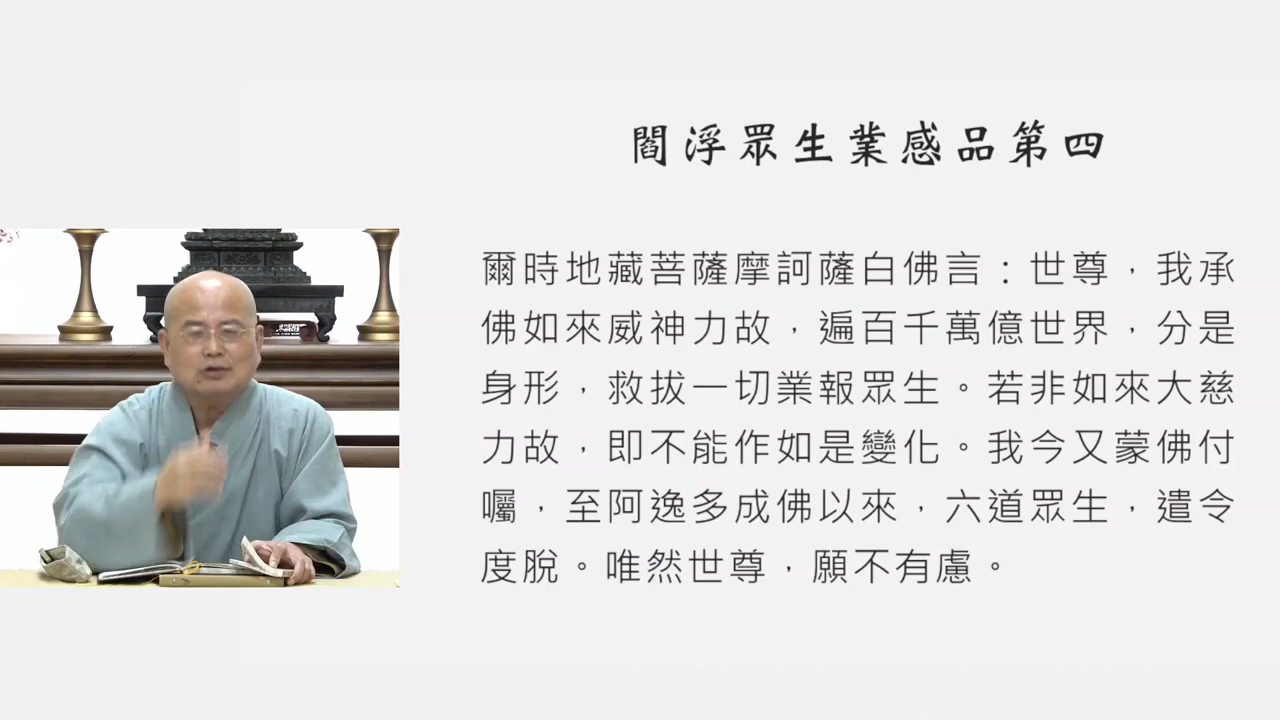 閻浮眾生業感品第四
爾時地藏菩薩摩訶薩白佛言：世尊，我承
佛如來威神力故，遍百千萬億世界，分是
身形，救拔一切業報眾生。若非如來大慈
力故，即不能作如是變化。我今又蒙佛付
囑，至阿逸多成佛以來，六道眾生，遣令
度脫。唯然世尊，願不有慮。